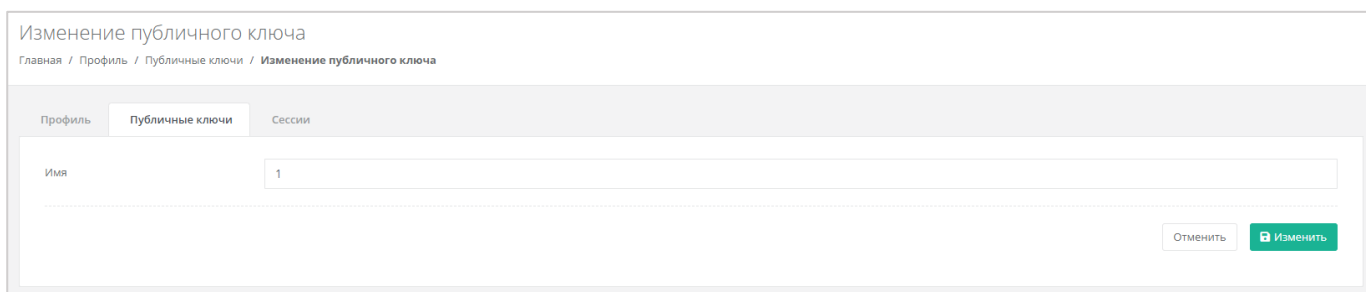 Изменение публичного ключа
Главная / Профиль / Публичные ключи / Изменение публичного ключа
Профиль Публичные ключи Сессии
Имя 1
Отменить Изменить